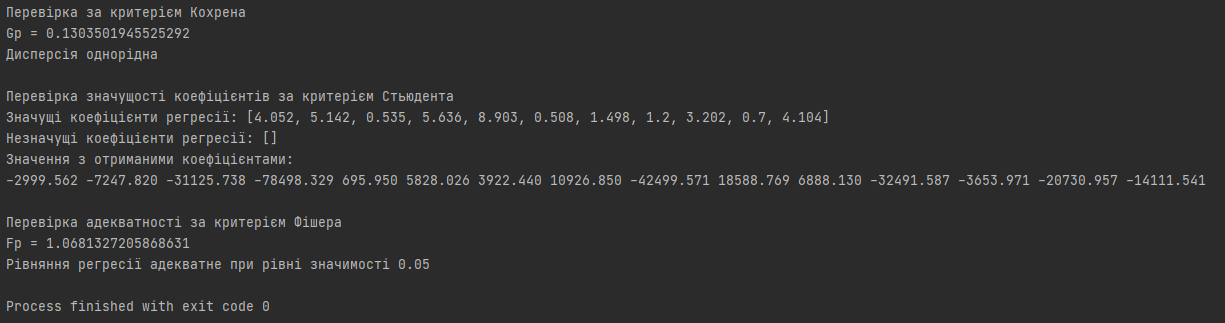 Перевірка за критерієм Кохрена
Gp = 0.1303501945525292
Дисперсія однорідна
Перевірка значущості коефіцієнтів за критерієм Стьюдента
Значущі коефіцієнти регресії: [4.052, 5.142, 0.535, 5.636, 8.903, 0.508, 1.498, 1.2, 3.202, 0.7, 4.104]
Незначущі коефіцієнти регресії: []
Значення з отриманими коефіцієнтами:
-2999.562 -7247.820 -31125.738 -78498.329 695.950 5828.026 3922.440 10926.850 -42499.571 18588.769 6888.130 -32491.587 -3653.971 -20730.957 -14111.541
Перевірка адекватності за критерієм Фішера
Fp = 1.0681327205868631
Рівняння регресії адекватне при рівні значимості 0.05
Process finished with exit code 0